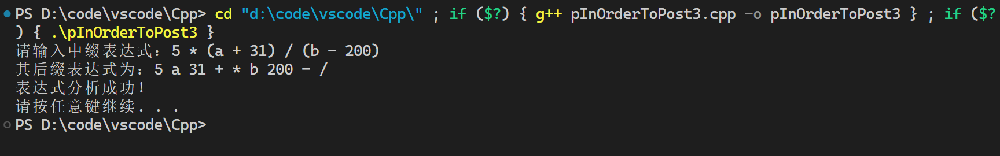 PS D:\code\vscode\Cpp> cd "d:\code\vscode\Cpp\" ; if ($?) { g++ pInOrderToPost3.cpp -o pInOrderToPost3 } ; if ($?
) { .\pInOrderToPost3 }
请输入中缀表达式：5 * (a + 31) / (b - 200)
其后缀表达式为：5 a 31 + * b 200 - /
表达式分析成功！
请按任意键继续. . .
PS D:\code\vscode\Cpp>